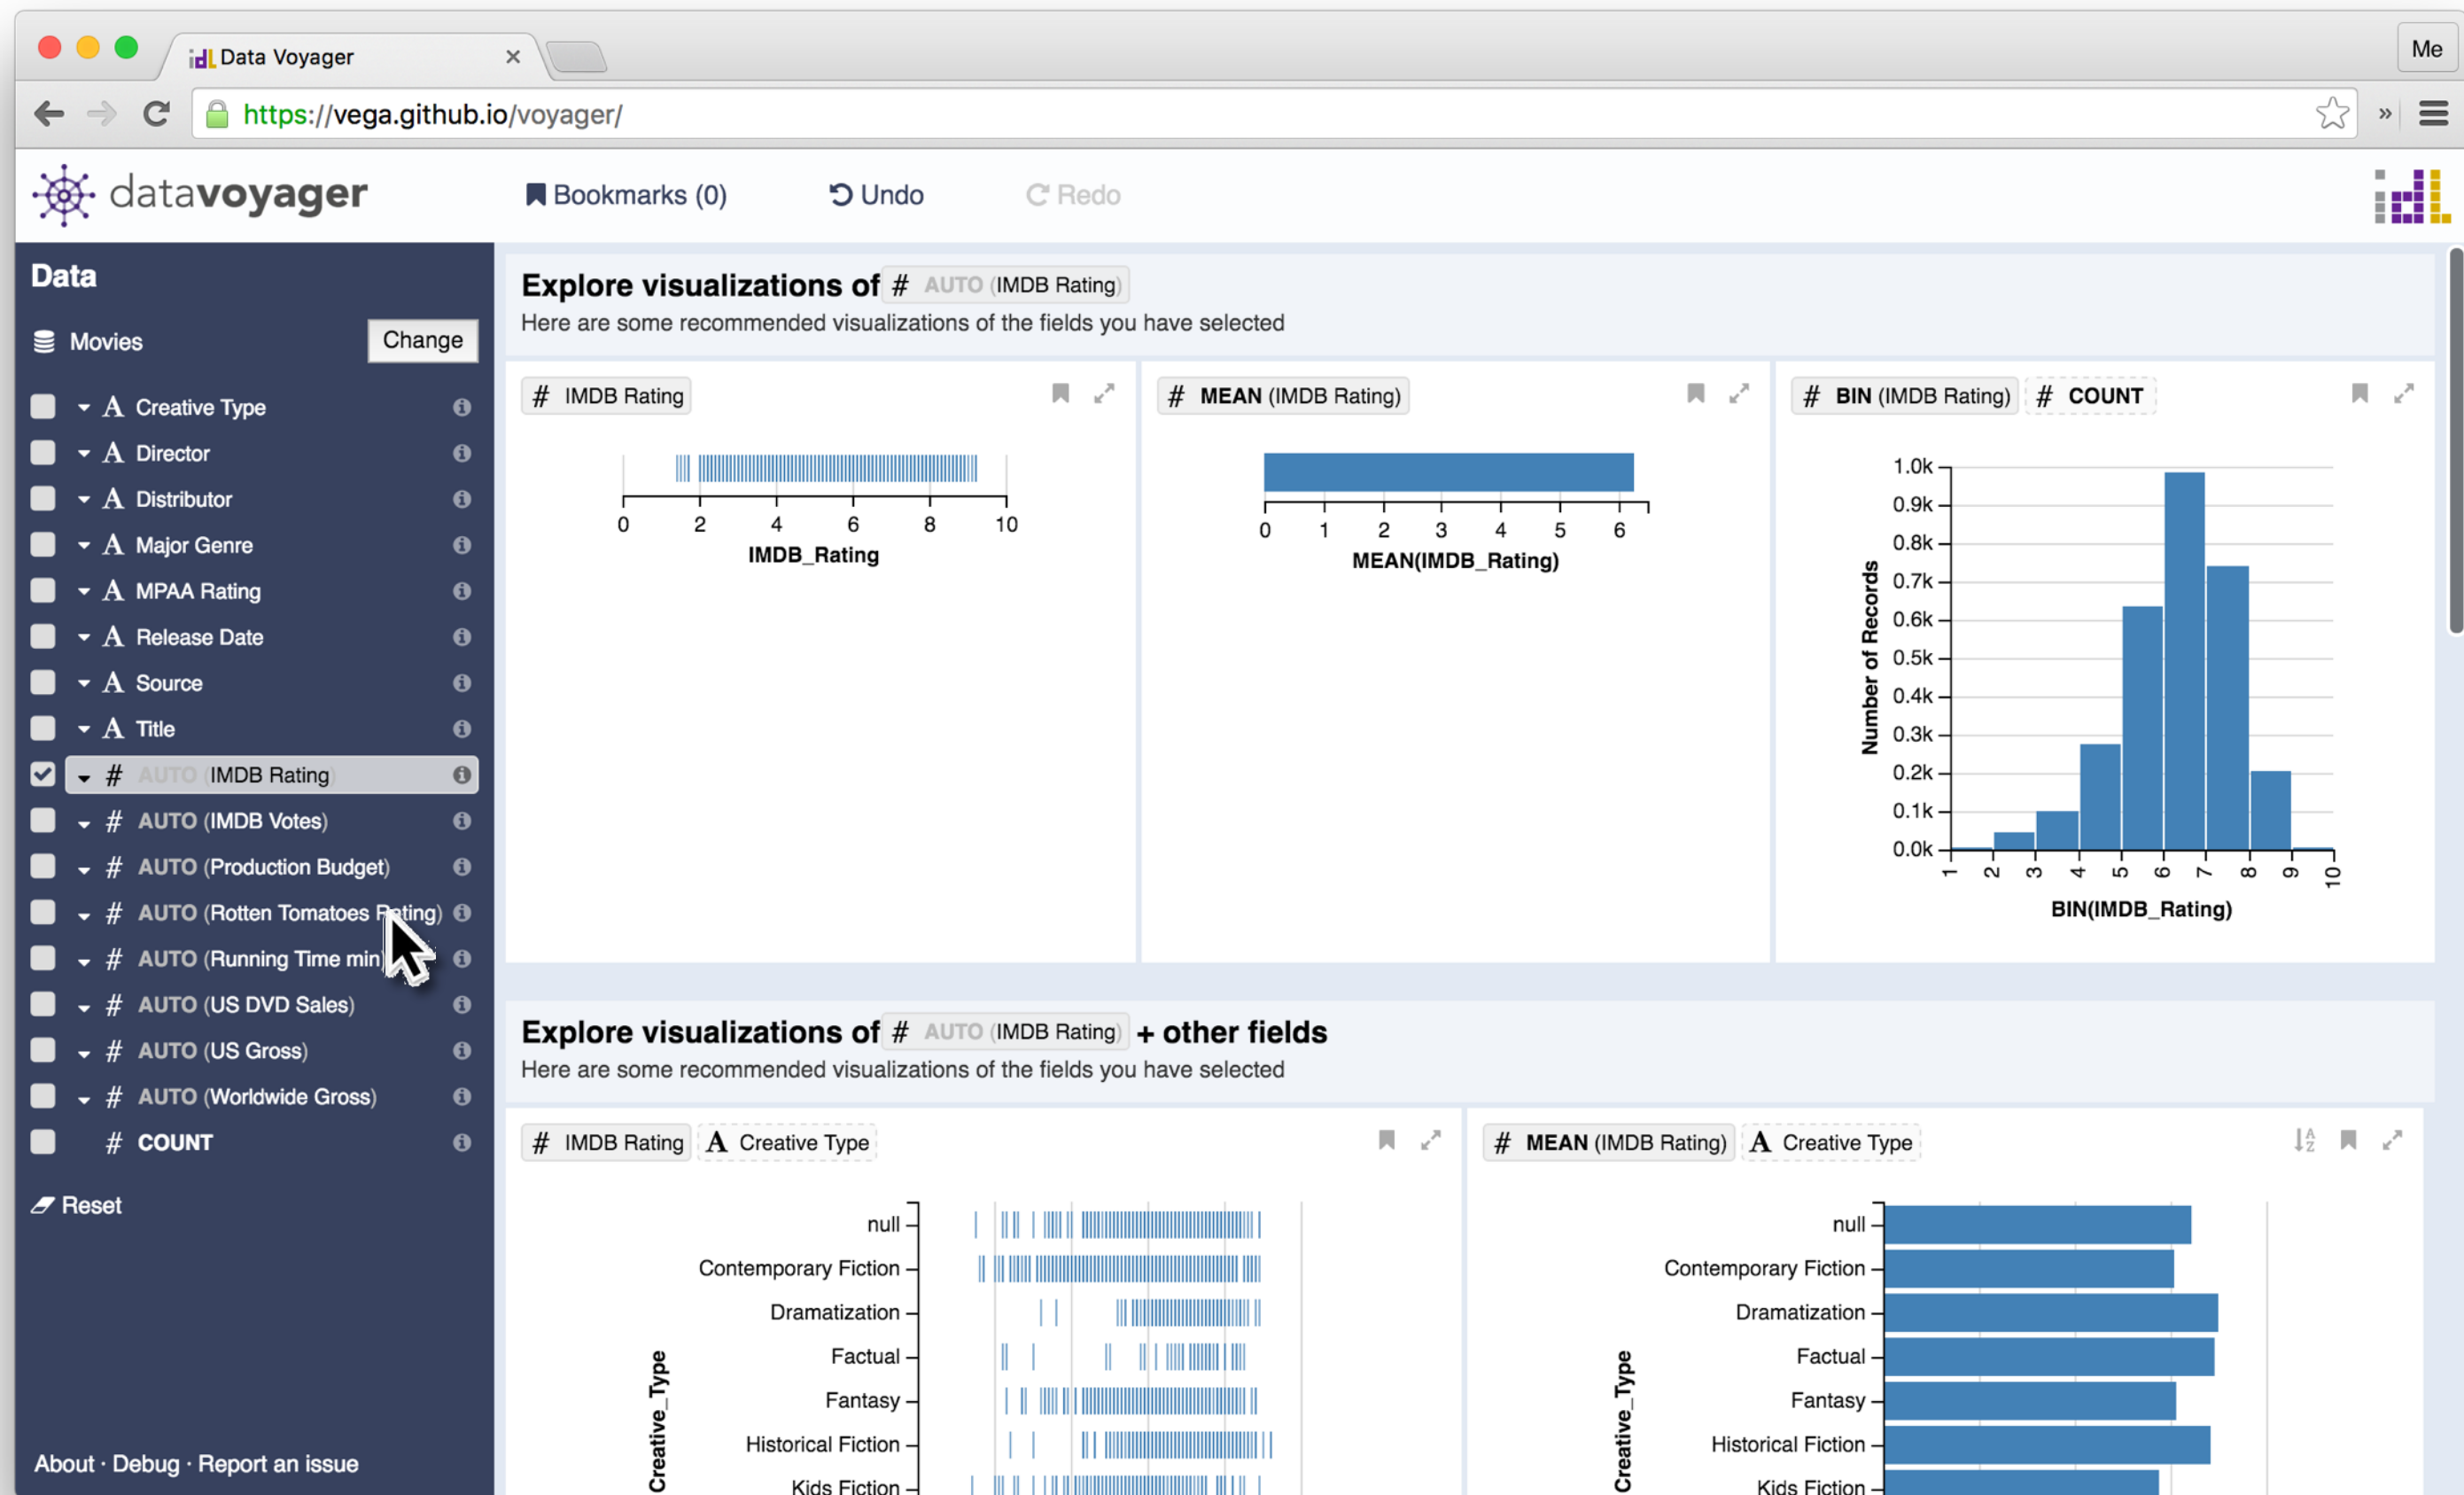 idL Data Voyager
Me
https://vega.github.io/voyager/
datavoyager
Bookmarks (0)
Undo
Redo
idL
Data
Movies
Change
A Creative Type
A Director
A Distributor
A Major Genre
A MPAA Rating
A Release Date
A Source
A Title
# AUTO (IMDB Rating)
# AUTO (IMDB Votes)
# AUTO (Production Budget)
# AUTO (Rotten Tomatoes Rating)
# AUTO (Running Time min)
# AUTO (US DVD Sales)
# AUTO (US Gross)
# AUTO (Worldwide Gross)
# COUNT
Reset
About · Debug · Report an issue
Explore visualizations of # AUTO (IMDB Rating)
Here are some recommended visualizations of the fields you have selected
# IMDB Rating
0 2 4 6 8 10
IMDB_Rating
# MEAN (IMDB Rating)
0 1 2 3 4 5 6
MEAN(IMDB_Rating)
# BIN (IMDB Rating) # COUNT
Number of Records
1.0k
0.9k
0.8k
0.7k
0.6k
0.5k
0.4k
0.3k
0.2k
0.1k
0.0k
1 2 3 4 5 6 7 8 9 10
BIN(IMDB_Rating)
Explore visualizations of # AUTO (IMDB Rating) + other fields
Here are some recommended visualizations of the fields you have selected
# IMDB Rating A Creative Type
Creative_Type
null
Contemporary Fiction
Dramatization
Factual
Fantasy
Historical Fiction
Kids Fiction
# MEAN (IMDB Rating) A Creative Type
A
Z
Creative_Type
null
Contemporary Fiction
Dramatization
Factual
Fantasy
Historical Fiction
Kids Fiction